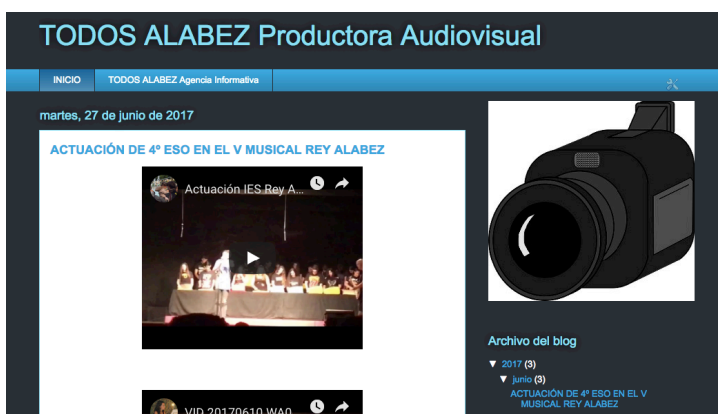 TODOS ALABEZ Productora Audiovisual
INICIO
TODOS ALABEZ Agencia Informativa
martes, 27 de junio de 2017
ACTUACIÓN DE 4º ESO EN EL V MUSICAL REY ALABEZ
Actuación IES Rey A...
VID 20170610 WA0...
Archivo del blog
▼ 2017 (3)
▼ junio (3)
ACTUACIÓN DE 4º ESO EN EL V
MUSICAL REY ALABEZ